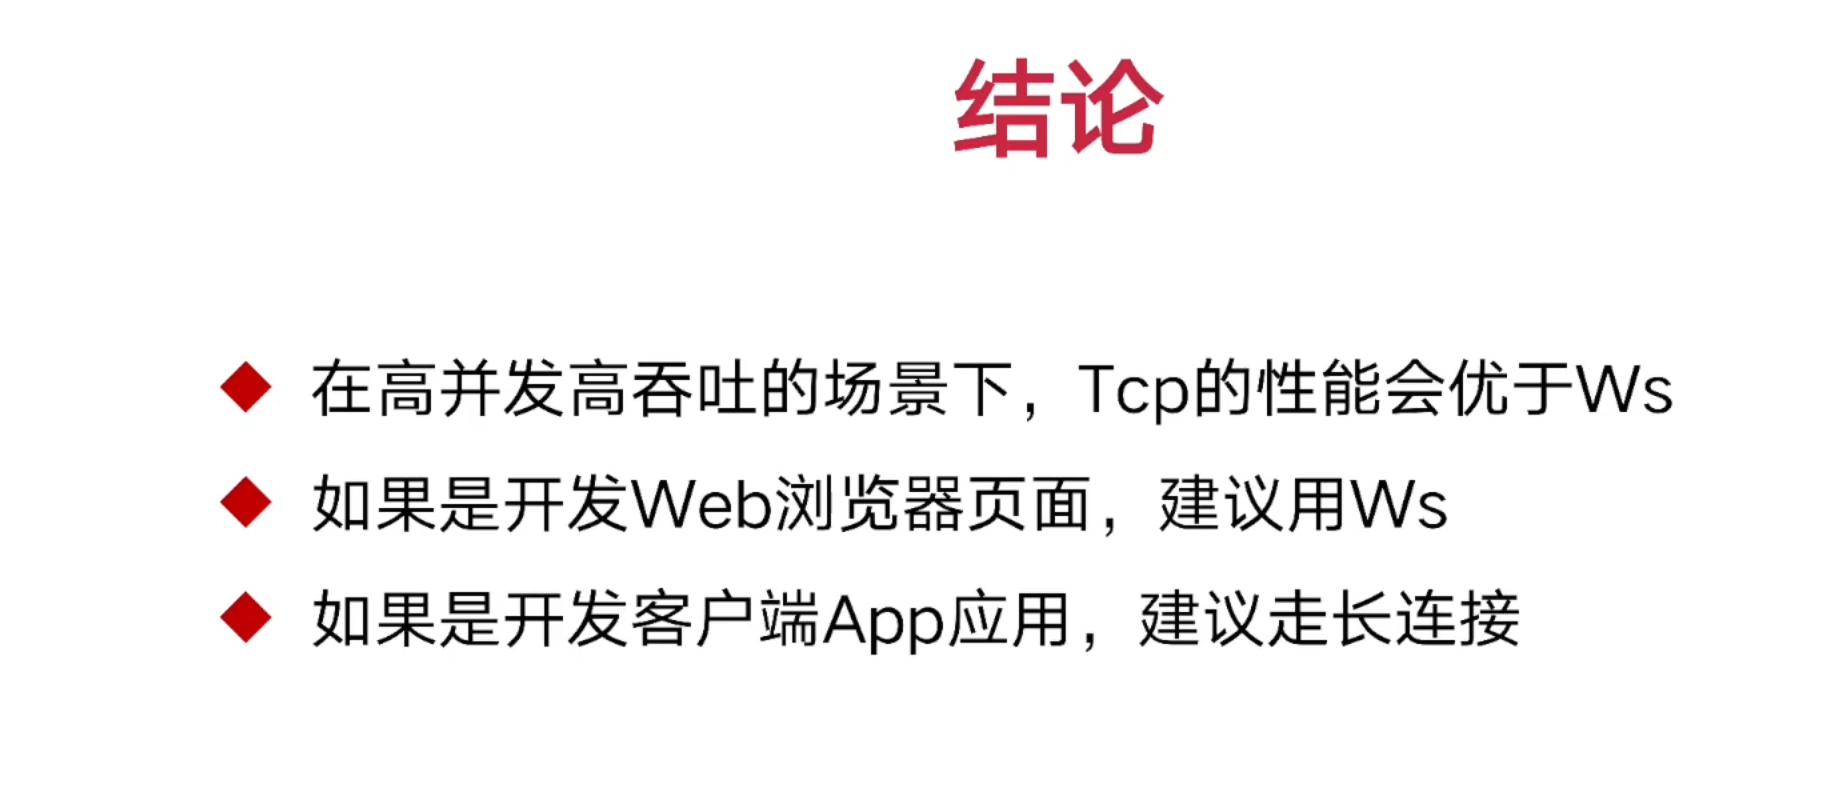 结论
在高并发高吞吐的场景下，Tcp的性能会优于Ws
如果是开发Web浏览器页面，建议用Ws
如果是开发客户端App应用，建议走长连接